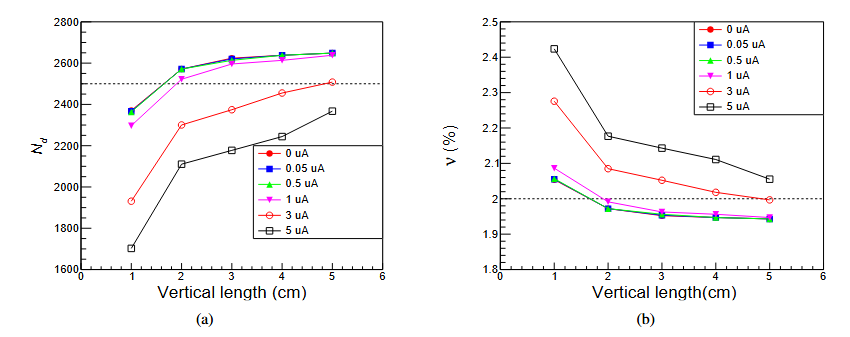 2800
2600
2400
2200
2000
1800
1600
N_d
0 uA
0.05 uA
0.5 uA
1 uA
3 uA
5 uA
0 1 2 3 4 5 6
Vertical length (cm)
(a)
2.5
2.4
2.3
2.2
2.1
2
1.9
1.8
ν (%)
0 uA
0.05 uA
0.5 uA
1 uA
3 uA
5 uA
0 1 2 3 4 5 6
Vertical length(cm)
(b)